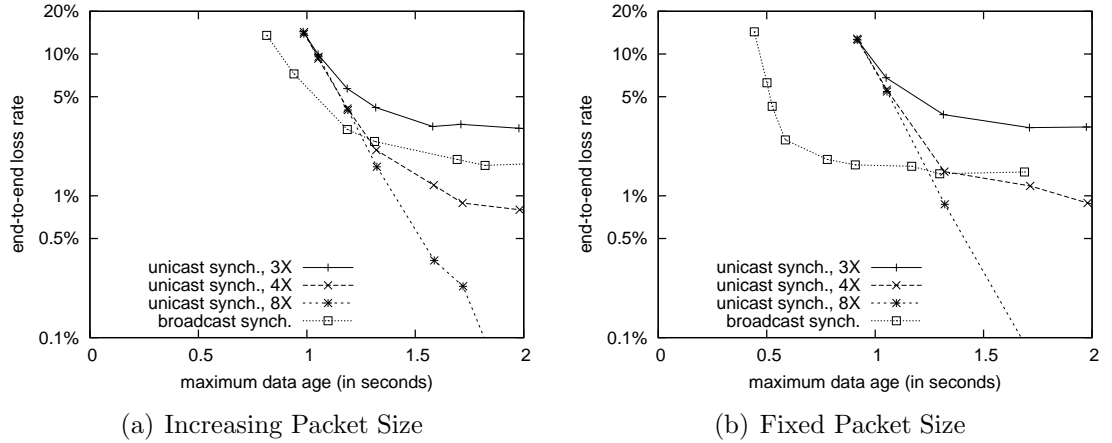 20%
10%
5%
1%
0.5%
0.1%
end-to-end loss rate
unicast synch., 3X
unicast synch., 4X
unicast synch., 8X
broadcast synch.
0 0.5 1 1.5 2
maximum data age (in seconds)
(a) Increasing Packet Size
20%
10%
5%
1%
0.5%
0.1%
end-to-end loss rate
unicast synch., 3X
unicast synch., 4X
unicast synch., 8X
broadcast synch.
0 0.5 1 1.5 2
maximum data age (in seconds)
(b) Fixed Packet Size